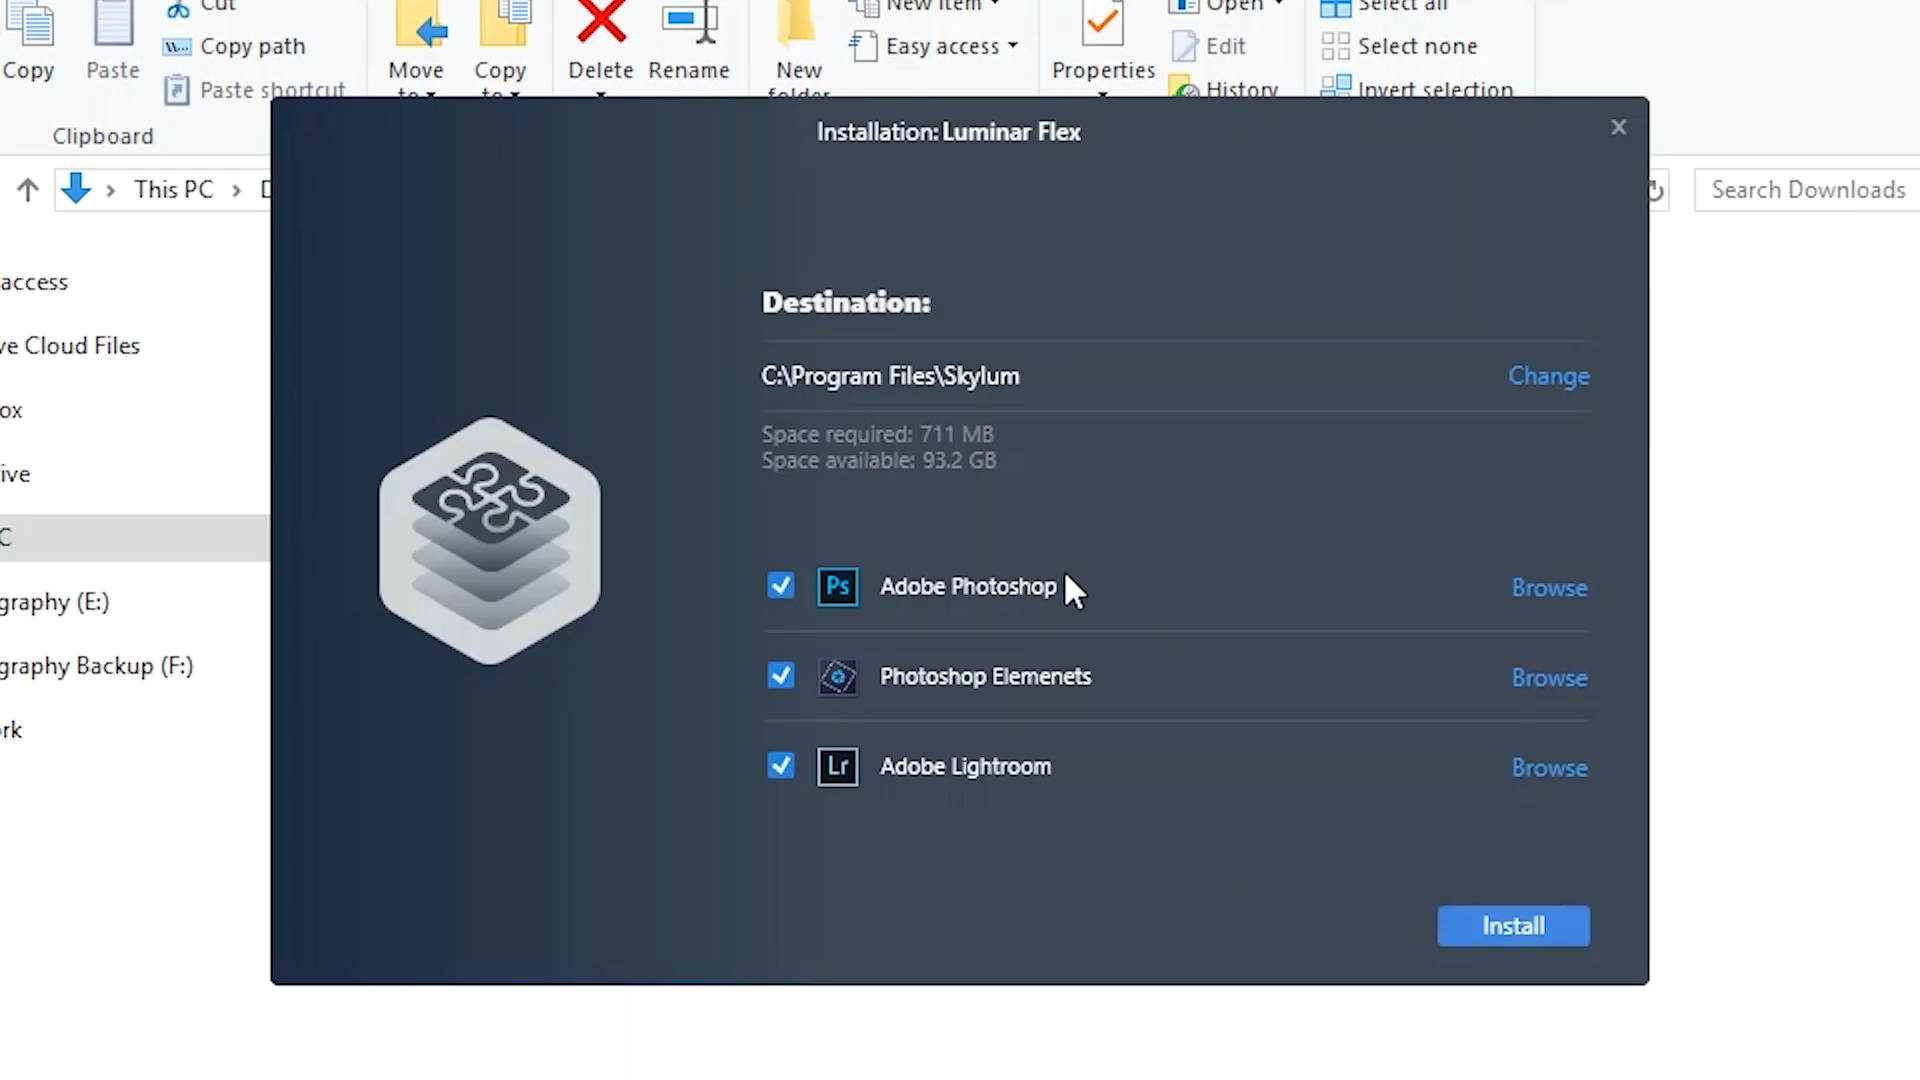 Cut
New item
Open
Select all
Copy path
Easy access
Edit
Select none
Copy
Paste
Move
Copy
Delete
Rename
New
Properties
Paste shortcut
to
to
folder
History
Invert selection
Clipboard
Installation: Luminar Flex
This PC
Search Downloads
access
ve Cloud Files
ox
ive
C
graphy (E:)
graphy Backup (F:)
rk
Destination:
C:\Program Files\Skylum
Change
Space required: 711 MB
Space available: 93.2 GB
Ps
Adobe Photoshop
Browse
Photoshop Elemenets
Browse
Lr
Adobe Lightroom
Browse
Install